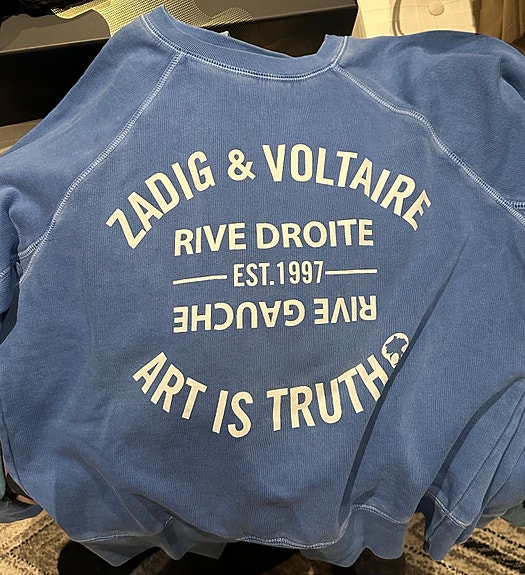 ZADIG & VOLTAIRE
RIVE DROITE
EST.1997
RIVE GAUCHE
ART IS TRUTH